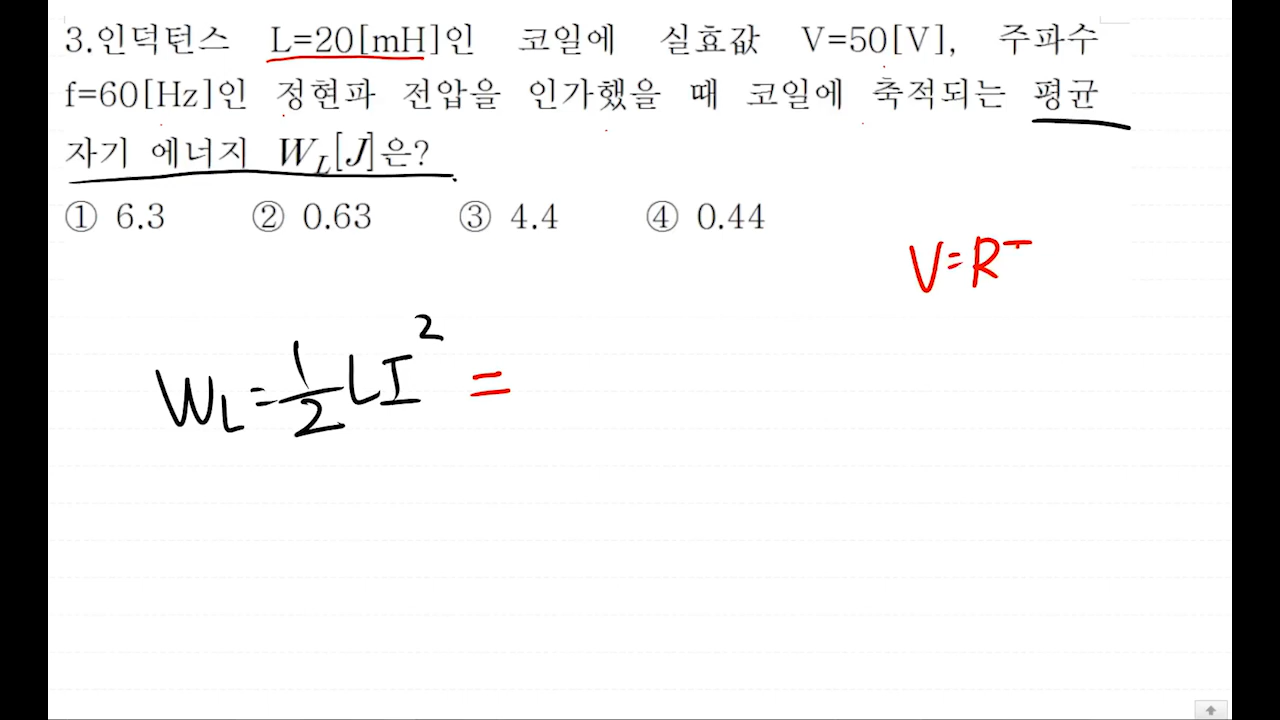 3.인덕턴스 L=20[mH]인 코일에 실효값 V=50[V], 주파수
f=60[Hz]인 정현파 전압을 인가했을 때 코일에 축적되는 평균
자기 에너지 W_L[J]은?
① 6.3 ② 0.63 ③ 4.4 ④ 0.44
V=R
W_L=1/2 LI² =